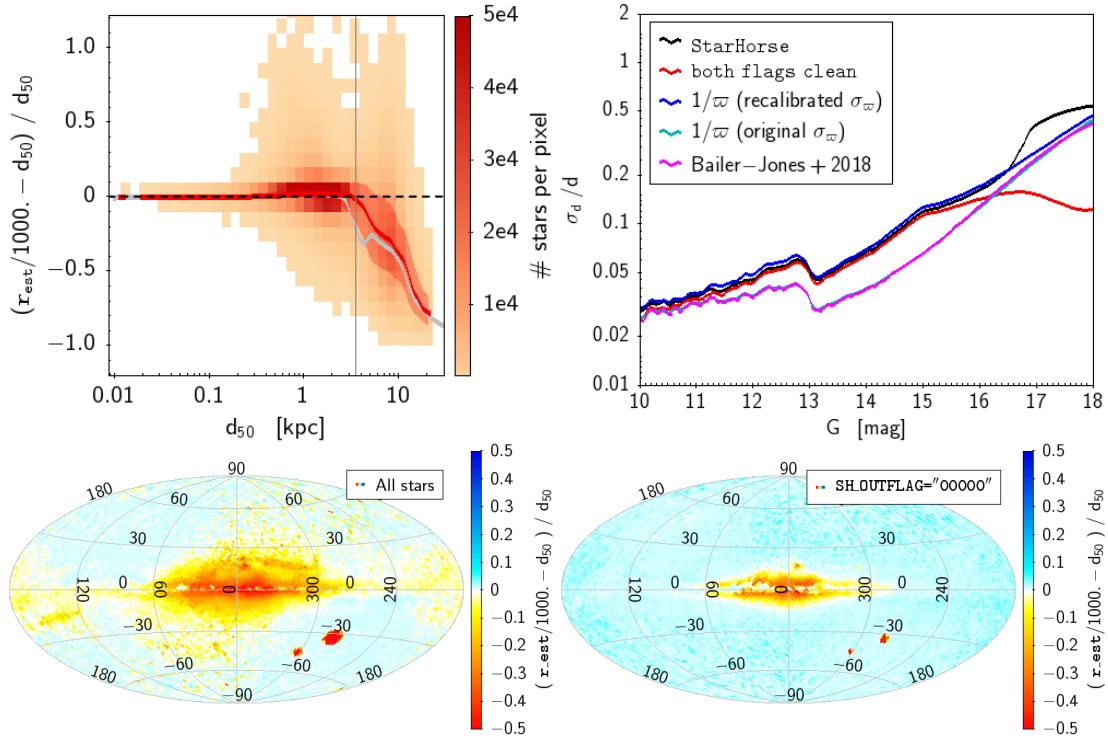 1.0
0.5
0
−0.5
−1.0
(r_est/1000. − d50) / d50
0.01 0.1 1 10
d50 [kpc]
5e4
4e4
3e4
2e4
1e4
# stars per pixel
2
1
0.5
0.2
0.1
0.05
0.02
0.01
σd/d
StarHorse
both flags clean
1/ϖ (recalibrated σϖ)
1/ϖ (original σϖ)
Bailer−Jones + 2018
10 11 12 13 14 15 16 17 18
G [mag]
All stars
90
180 60 180
30 30
120 0 60 0 300 0 240
−30 −30
180 −60 −60 180
−90
0.5
0.4
0.3
0.2
0.1
0
−0.1
−0.2
−0.3
−0.4
−0.5
(r_est/1000. − d50) / d50
SH_OUTFLAG="00000"
90
180 60 60 180
30 30
120 0 60 0 300 0 240
−30 −30
180 −60 −60 180
−90
0.5
0.4
0.3
0.2
0.1
0
−0.1
−0.2
−0.3
−0.4
−0.5
(r_est/1000. − d50) / d50